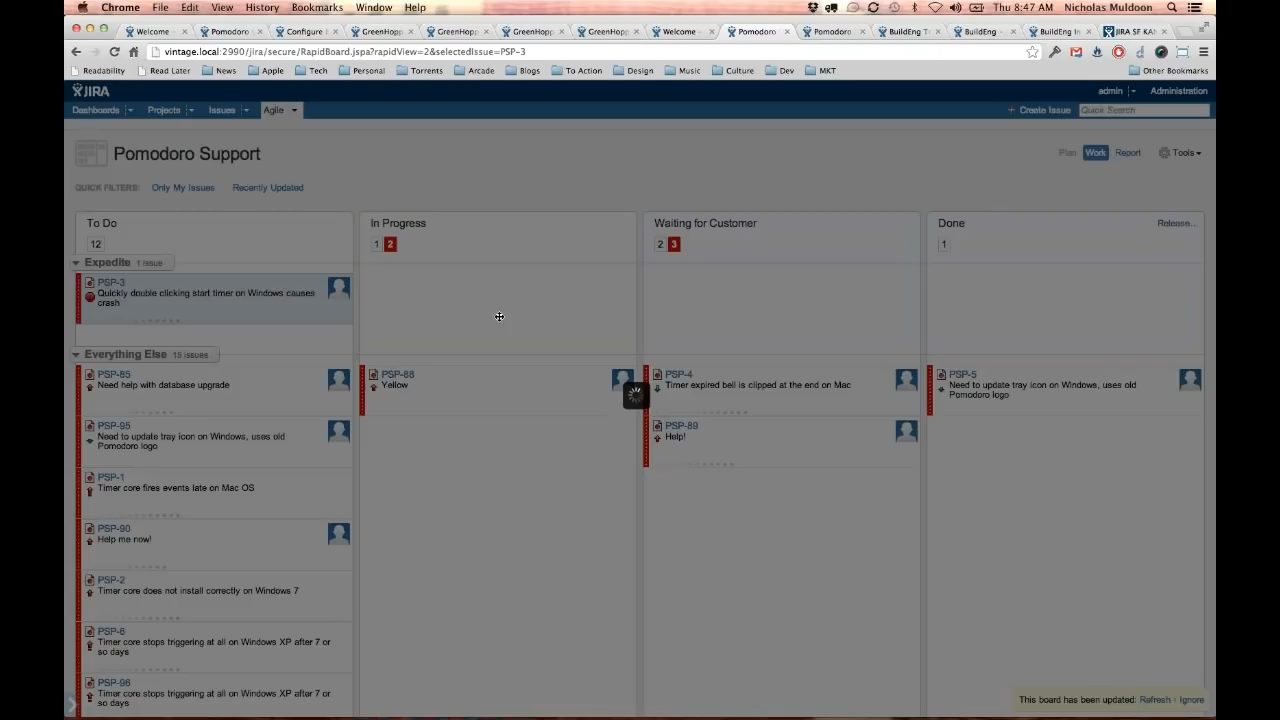 Chrome File Edit View History Bookmarks Window Help Thu 8:47 AM Nicholas Muldoon
Welcome – Pomodoro Configure GreenHopp GreenHopp GreenHopp GreenHopp Welcome – Pomodoro Pomodoro BuildEng T BuildEng – BuildEng In JIRA SF KAN
vintage.local:2990/jira/secure/RapidBoard.jspa?rapidView=2&selectedIssue=PSP-3
Readability Read Later News Apple Tech Personal Torrents Arcade Blogs To Action Design Music Culture Dev MKT Other Bookmarks
JIRA admin Administration
Dashboards Projects Issues Agile + Create Issue Quick Search
Pomodoro Support Plan Work Report Tools
QUICK FILTERS: Only My Issues Recently Updated
To Do In Progress Waiting for Customer Done Release...
12 1 2 2 3 1
Expedite 1 issue
PSP-3
Quickly double clicking start timer on Windows causes
crash
Everything Else 15 issues
PSP-85
Need help with database upgrade
PSP-88
Yellow
PSP-4
Timer expired bell is clipped at the end on Mac
PSP-5
Need to update tray icon on Windows, uses old
Pomodoro logo
PSP-95
Need to update tray icon on Windows, uses old
Pomodoro logo
PSP-89
Help!
PSP-1
Timer core fires events late on Mac OS
PSP-90
Help me now!
PSP-2
Timer core does not install correctly on Windows 7
PSP-6
Timer core stops triggering at all on Windows XP after 7 or
so days
PSP-96
Timer core stops triggering at all on Windows XP after 7 or
so days
This board has been updated: Refresh · Ignore